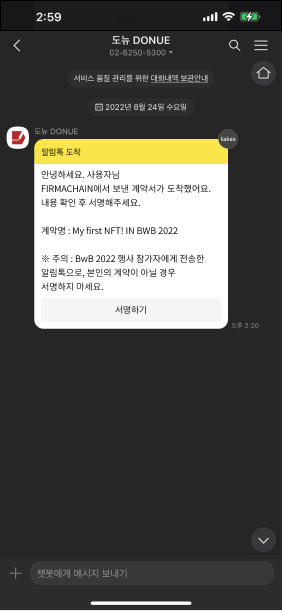 2:59
도뉴 DONUE
02-6250-5300
서비스 품질 관리를 위한 대화내역 보관안내
2022년 8월 24일 수요일
도뉴 DONUE
kakao
알림톡 도착
안녕하세요. 사용자님
FIRMACHAIN에서 보낸 계약서가 도착했어요.
내용 확인 후 서명해주세요.
계약명 : My first NFT! IN BWB 2022
※ 주의 : BwB 2022 행사 참가자에게 전송한
알림톡으로, 본인의 계약이 아닐 경우
서명하지 마세요.
서명하기
오후 2:20
챗봇에게 메시지 보내기